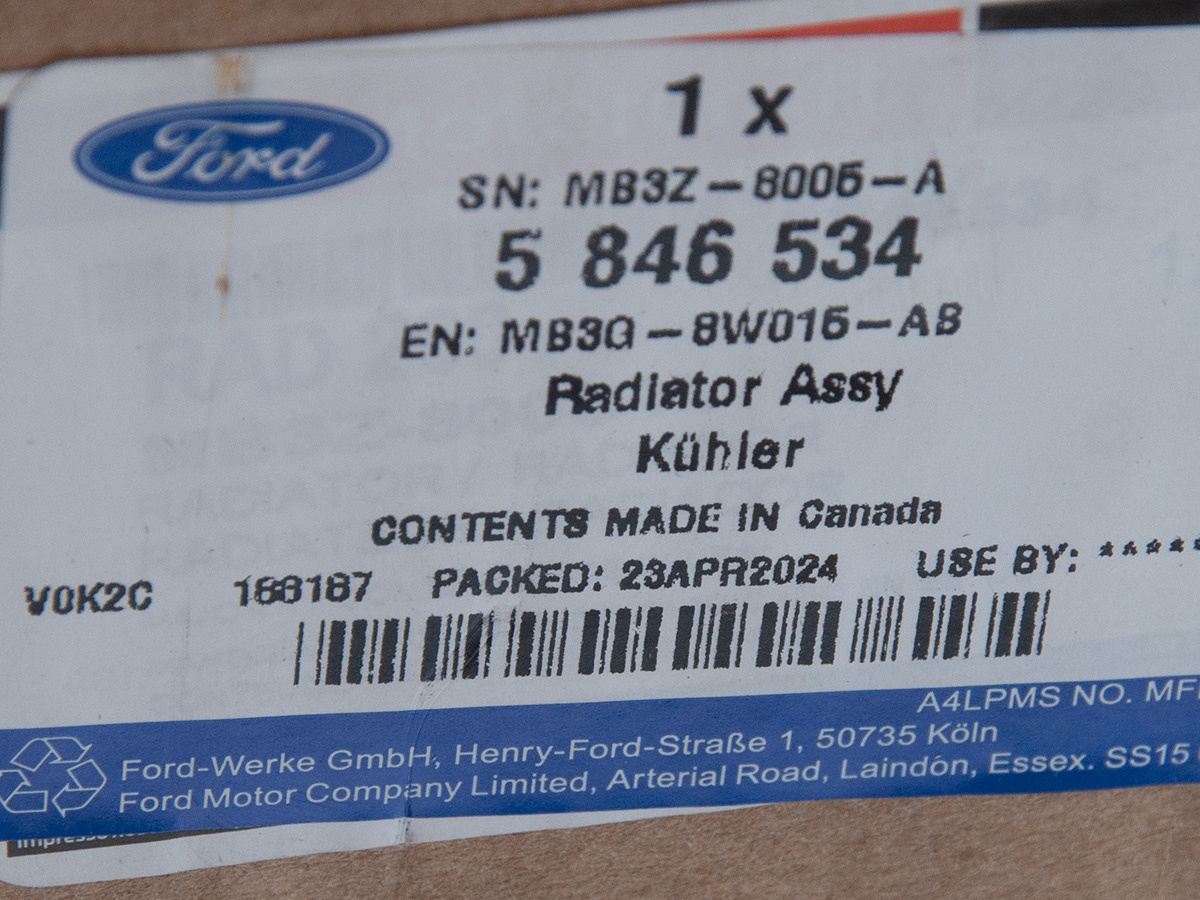 Ford
1 x
SN: MB3Z-8005-A
5 846 534
EN: MB3G-8W015-AB
Radiator Assy
Kühler
CONTENTS MADE IN Canada
V0K2C PACKED: 23APR2024 USE BY: *****
A4LPMS NO. MF
Ford-Werke GmbH, Henry-Ford-Straße 1, 50735 Köln
Ford Motor Company Limited, Arterial Road, Laindon, Essex. SS15